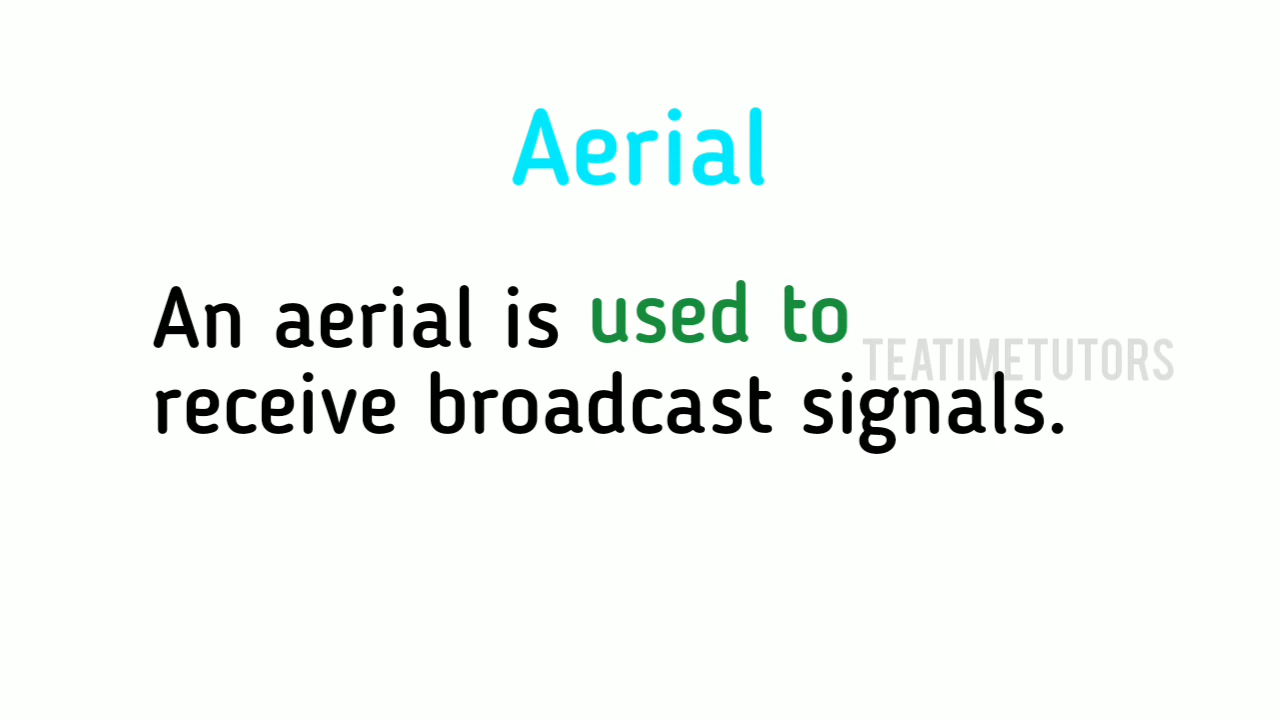 Aerial
An aerial is used to
TEATIMETUTORS
receive broadcast signals.